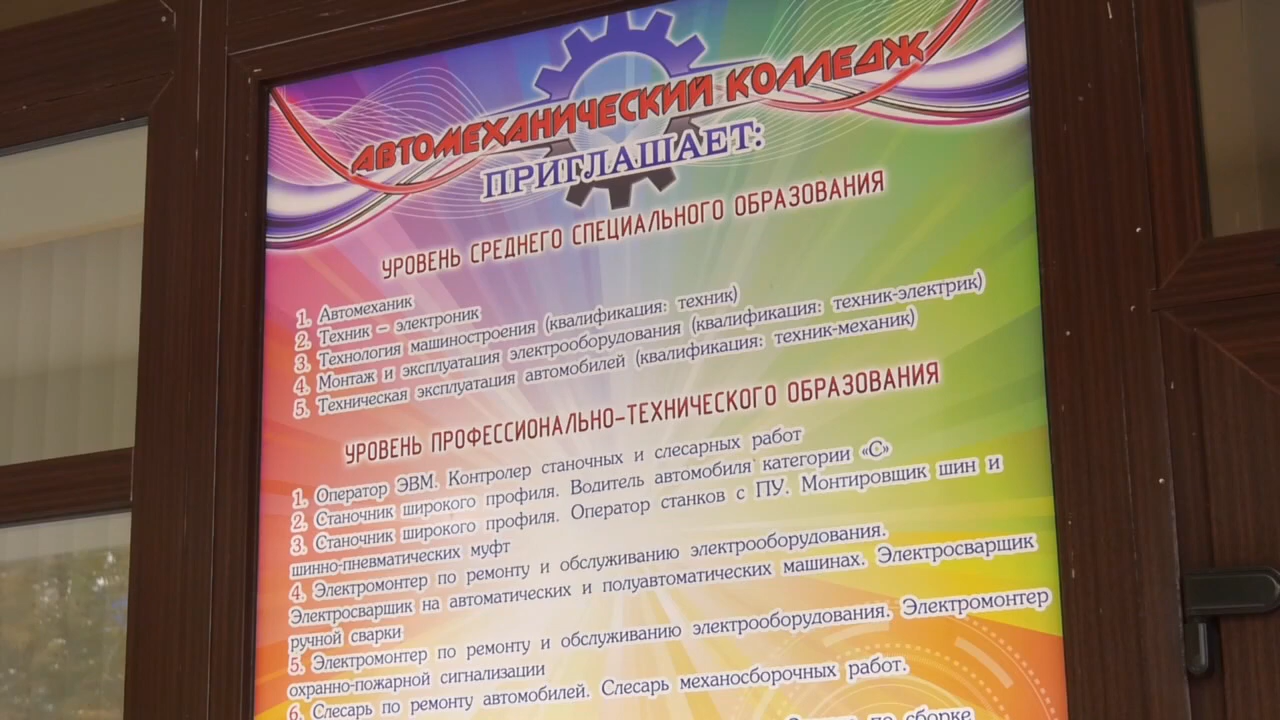 АВТОМЕХАНИЧЕСКИЙ КОЛЛЕДЖ
ПРИГЛАШАЕТ:
УРОВЕНЬ СРЕДНЕГО СПЕЦИАЛЬНОГО ОБРАЗОВАНИЯ
1. Автомеханик
2. Техник – электроник
3. Технология машиностроения (квалификация: техник)
4. Монтаж и эксплуатация электрооборудования (квалификация: техник-электрик)
5. Техническая эксплуатация автомобилей (квалификация: техник-механик)
УРОВЕНЬ ПРОФЕССИОНАЛЬНО-ТЕХНИЧЕСКОГО ОБРАЗОВАНИЯ
1. Оператор ЭВМ. Контролер станочных и слесарных работ
2. Станочник широкого профиля. Водитель автомобиля категории «С»
3. Станочник широкого профиля. Оператор станков с ПУ. Монтировщик шин и
шинно-пневматических муфт
4. Электромонтер по ремонту и обслуживанию электрооборудования.
Электросварщик на автоматических и полуавтоматических машинах. Электросварщик
ручной сварки
5. Электромонтер по ремонту и обслуживанию электрооборудования. Электромонтер
охранно-пожарной сигнализации
6. Слесарь по ремонту автомобилей. Слесарь механосборочных работ.
по сборке